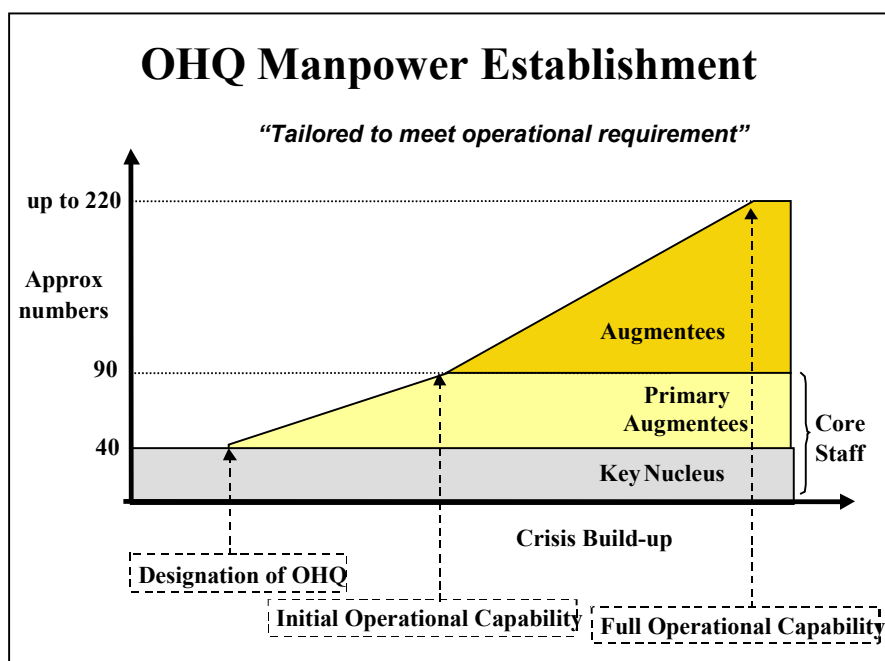 OHQ Manpower Establishment
“Tailored to meet operational requirement”
up to 220
Approx
numbers
Augmentees
90
Primary
Augmentees
Core
Staff
40
Key Nucleus
Crisis Build-up
Designation of OHQ
Initial Operational Capability
Full Operational Capability